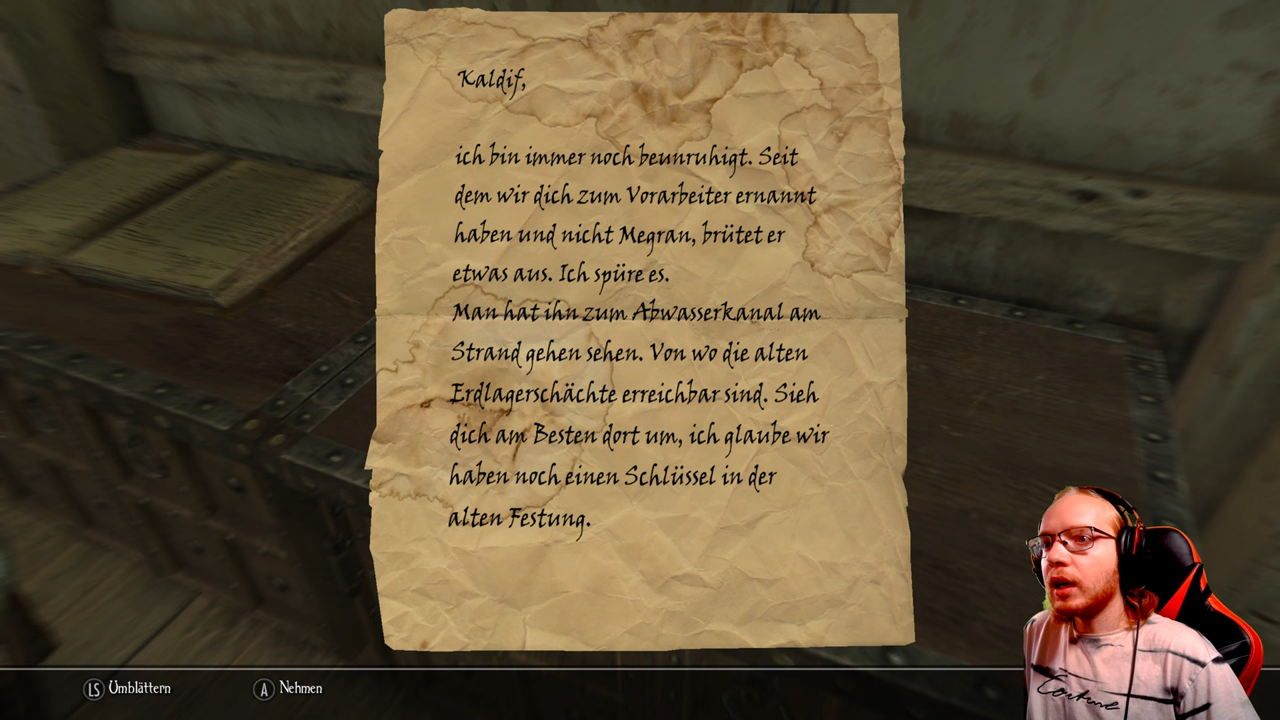 Kaldif,
ich bin immer noch beunruhigt. Seit
dem wir dich zum Vorarbeiter ernannt
haben und nicht Megran, brütet er
etwas aus. Ich spüre es.
Man hat ihn zum Abwasserkanal am
Strand gehen sehen. Von wo die alten
Erdlagerschächte erreichbar sind. Sieh
dich am Besten dort um, ich glaube wir
haben noch einen Schlüssel in der
alten Festung.
LS Umblättern
A Nehmen